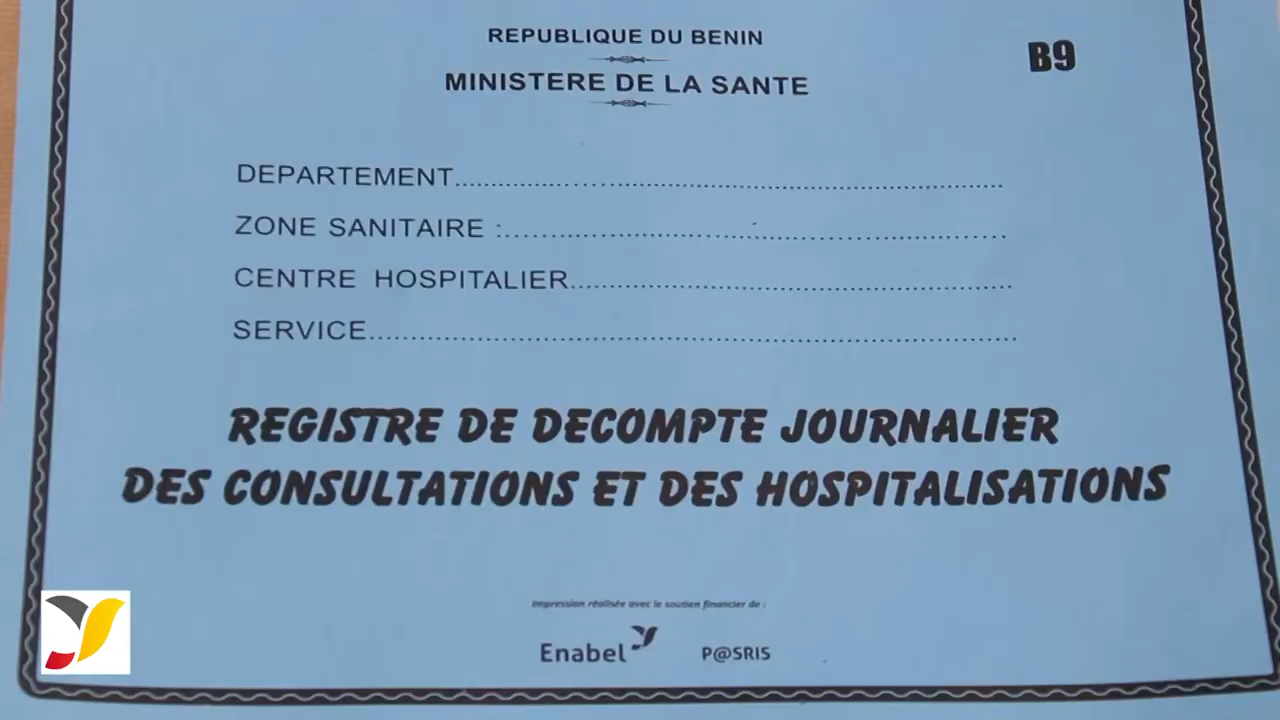 REPUBLIQUE DU BENIN
B9
MINISTERE DE LA SANTE
DEPARTEMENT..............................................................................
ZONE SANITAIRE :........................................................................
CENTRE HOSPITALIER...............................................................
SERVICE...........................................................................................
REGISTRE DE DECOMPTE JOURNALIER
DES CONSULTATIONS ET DES HOSPITALISATIONS
Impression réalisée avec le soutien financier de :
Enabel P@SRIS